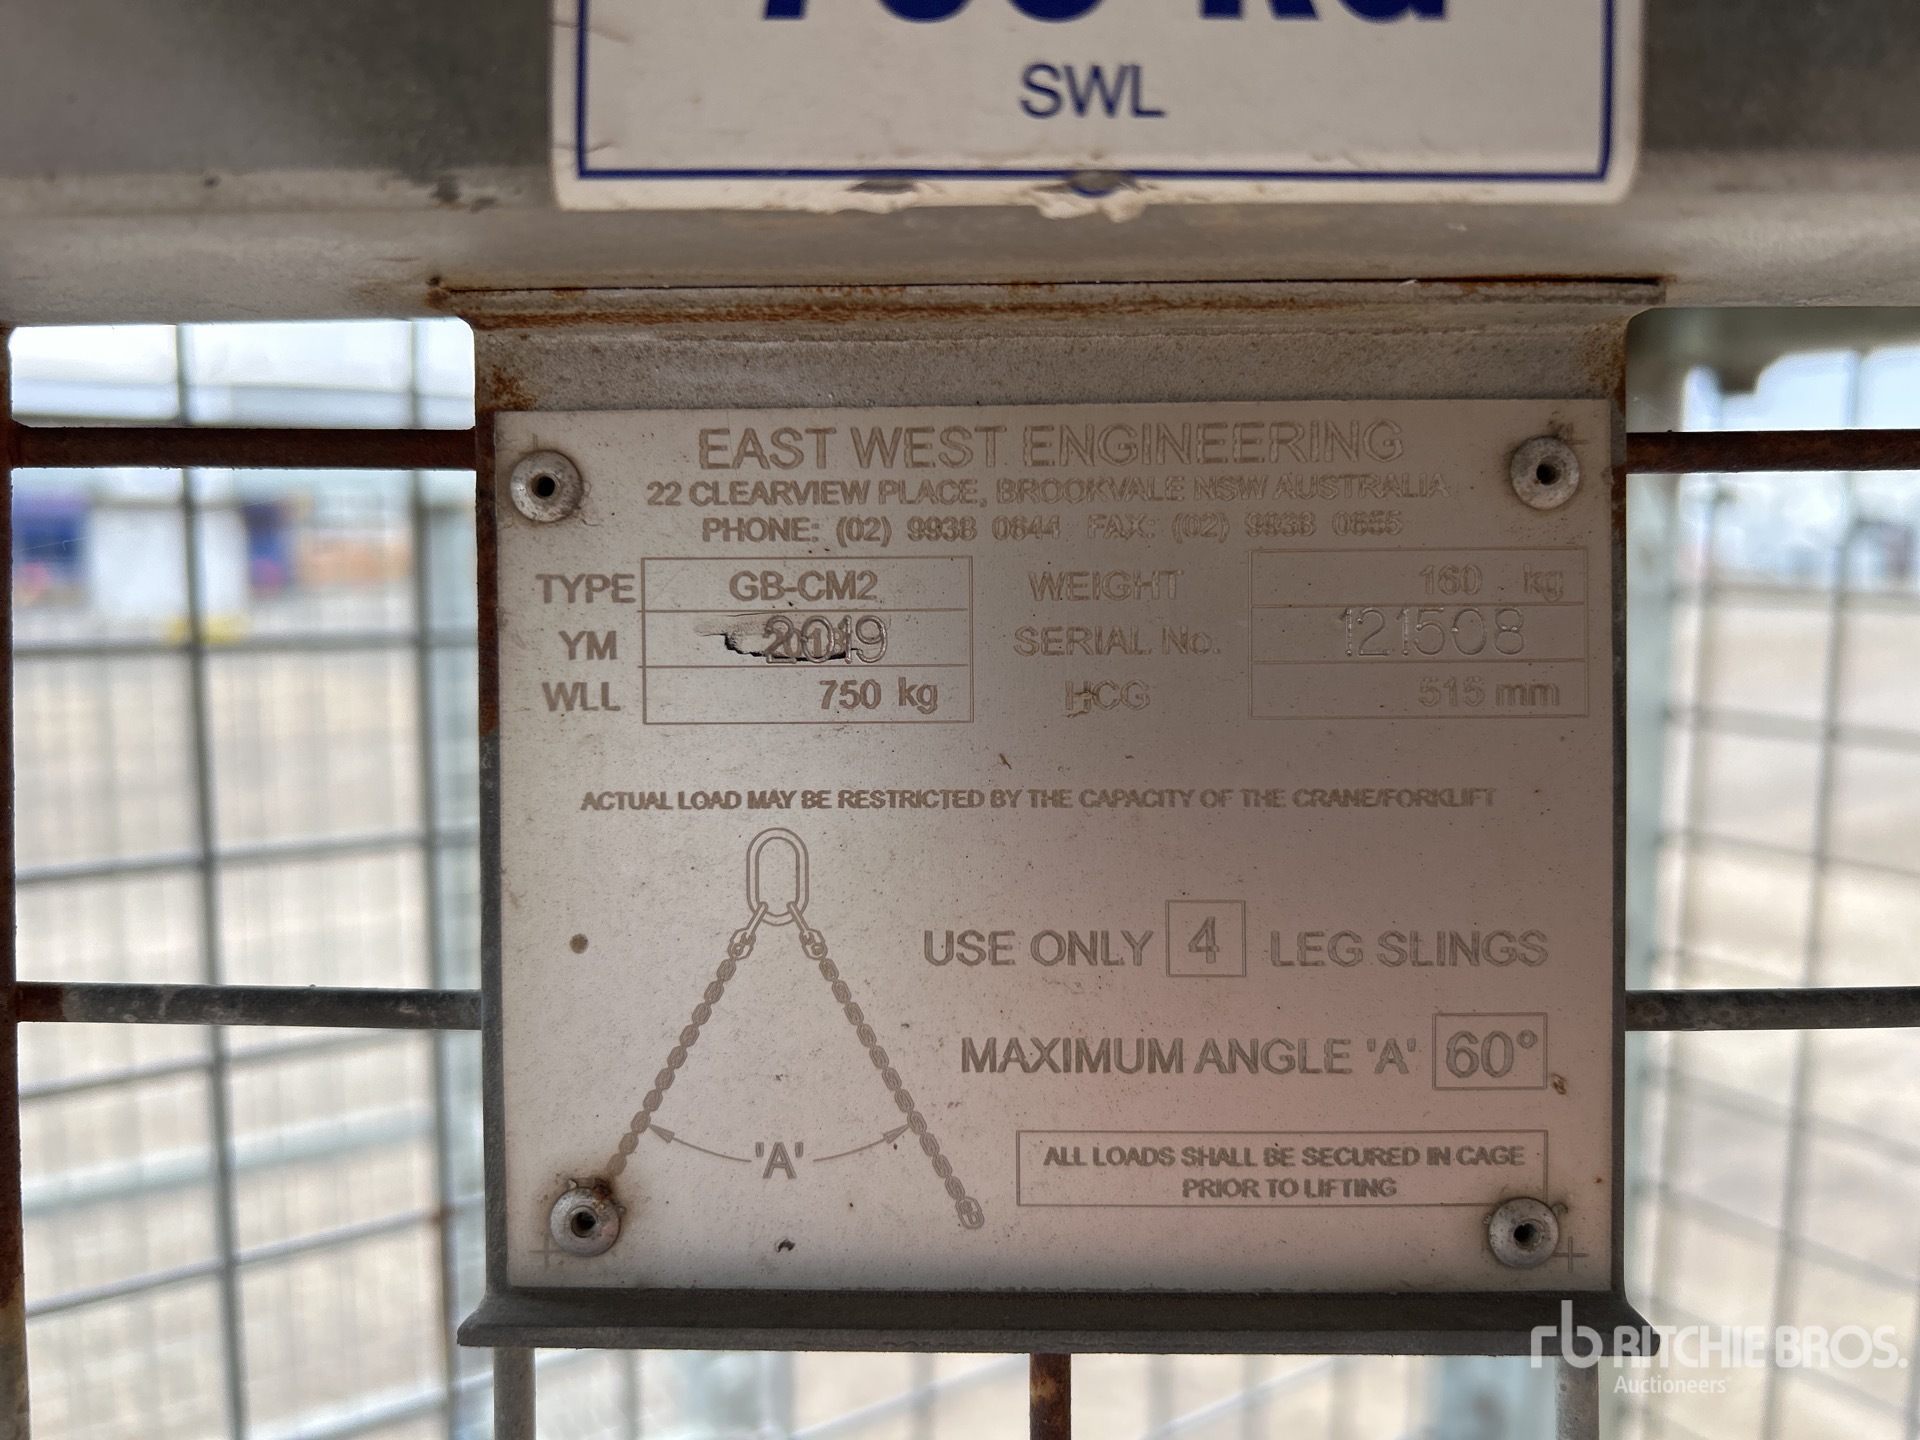 SWL
EAST WEST ENGINEERING
22 CLEARVIEW PLACE, BROOKVALE NSW AUSTRALIA
PHONE: (02) 9938 0644 FAX: (02) 9938 0655
TYPE GB-CM2 WEIGHT 160 kg
YM 2019 SERIAL No. 121508
WLL 750 kg HCG 515 mm
ACTUAL LOAD MAY BE RESTRICTED BY THE CAPACITY OF THE CRANE/FORKLIFT
USE ONLY 4 LEG SLINGS
MAXIMUM ANGLE 'A' 60°
'A'
ALL LOADS SHALL BE SECURED IN CAGE
PRIOR TO LIFTING
rb RITCHIE BROS.
Auctioneers